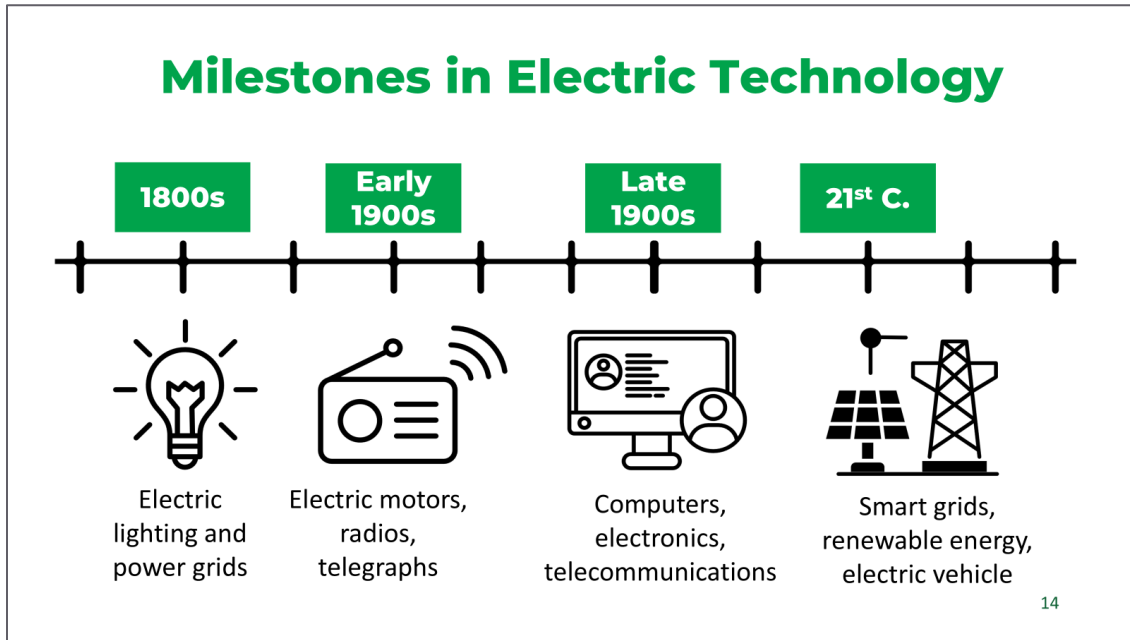 Milestones in Electric Technology
1800s
Early
1900s
Late
1900s
21st C.
Electric
lighting and
power grids
Electric motors,
radios,
telegraphs
Computers,
electronics,
telecommunications
Smart grids,
renewable energy,
electric vehicle
14